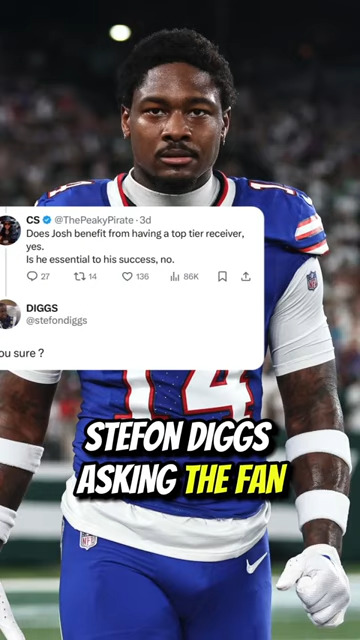 CS @ThePeakyPirate · 3d
Does Josh benefit from having a top tier receiver,
yes.
Is he essential to his success, no.
27 14 136 86K
DIGGS
@stefondiggs
ou sure ?
14
STEFON DIGGS
ASKING THE FAN